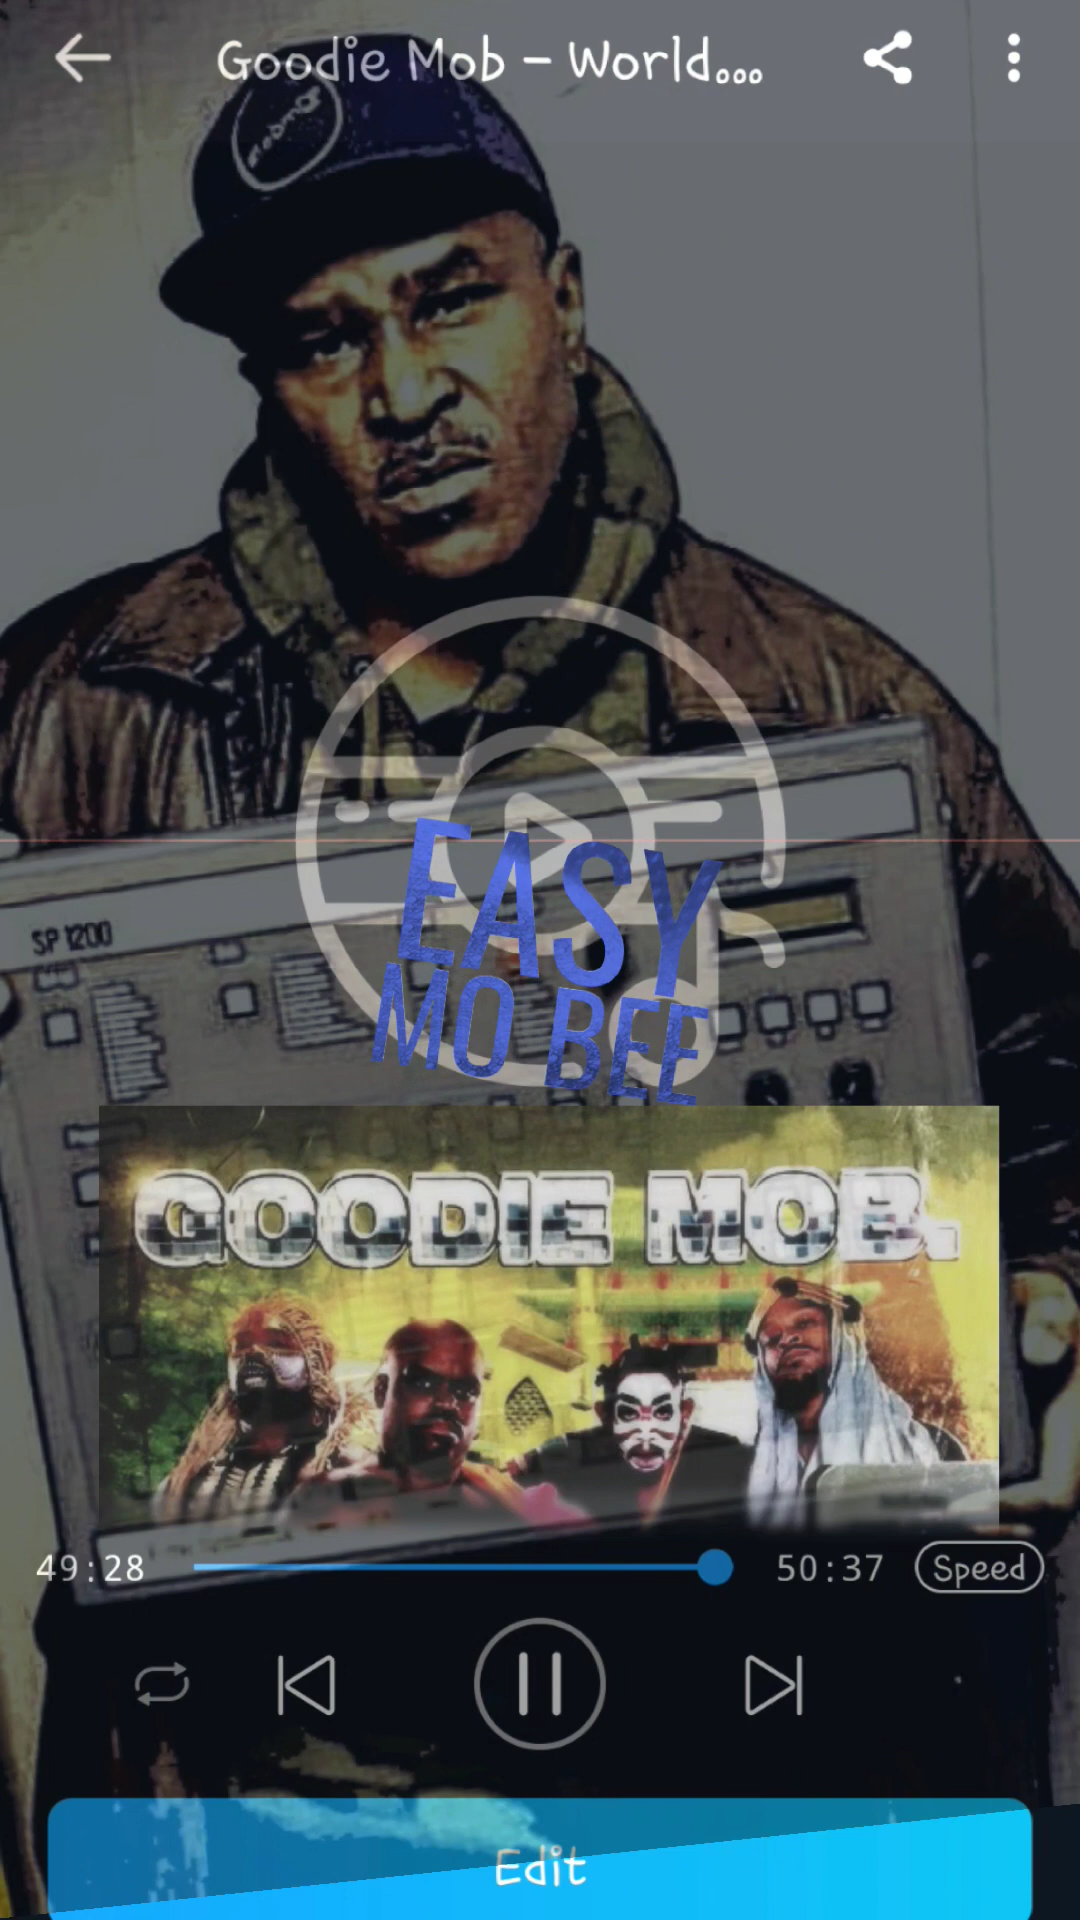 Goodie Mob – World...
SP 1200
EASY
MO BEE
GOODIE MOB.
49:28
50:37
Speed
Edit